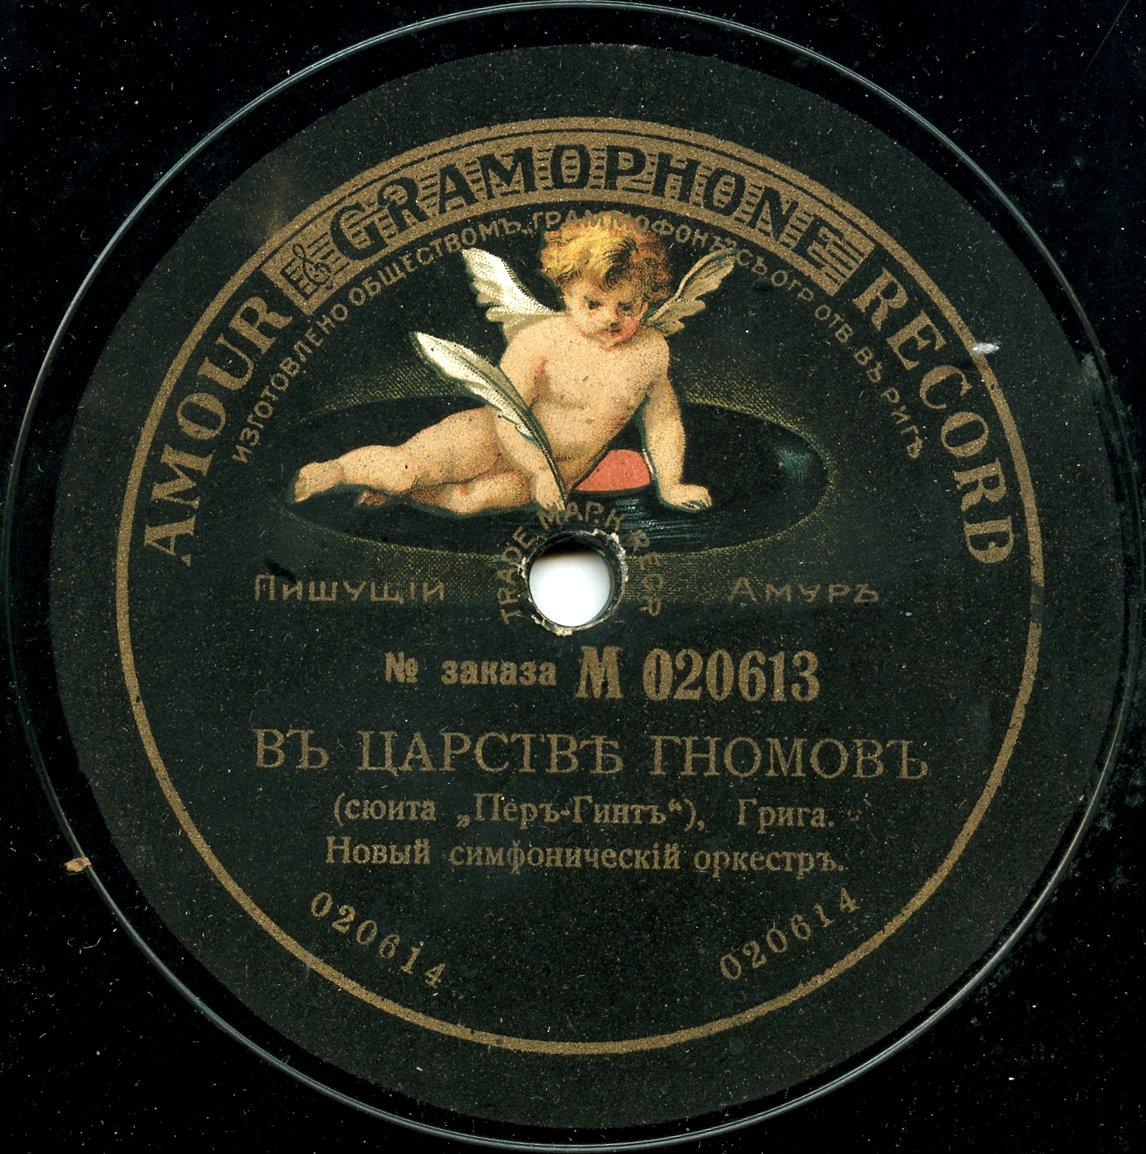 AMOUR GRAMOPHONE RECORD
ИЗГОТОВЛЕНО ОБЩЕСТВОМЪ „ГРАММОФОНЪ“ СЪ ОГР. ОТВ. ВЪ РИГѢ
TRADE MARK REGR
Пишущій Амуръ
№ заказа М 020613
ВЪ ЦАРСТВѢ ГНОМОВЪ
(сюита „Перъ-Гинтъ“), Грига.
Новый симфоническій оркестръ.
020614 020614